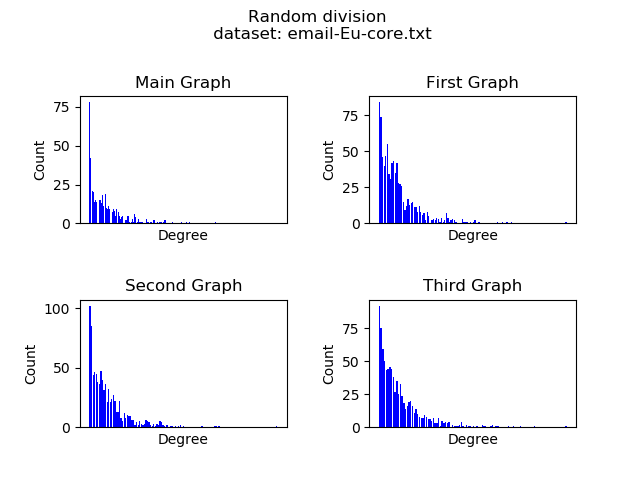 Random division
dataset: email-Eu-core.txt
Main Graph
75
50
25
0
Count
Degree
First Graph
75
50
25
0
Count
Degree
Second Graph
100
50
0
Count
Degree
Third Graph
75
50
25
0
Count
Degree